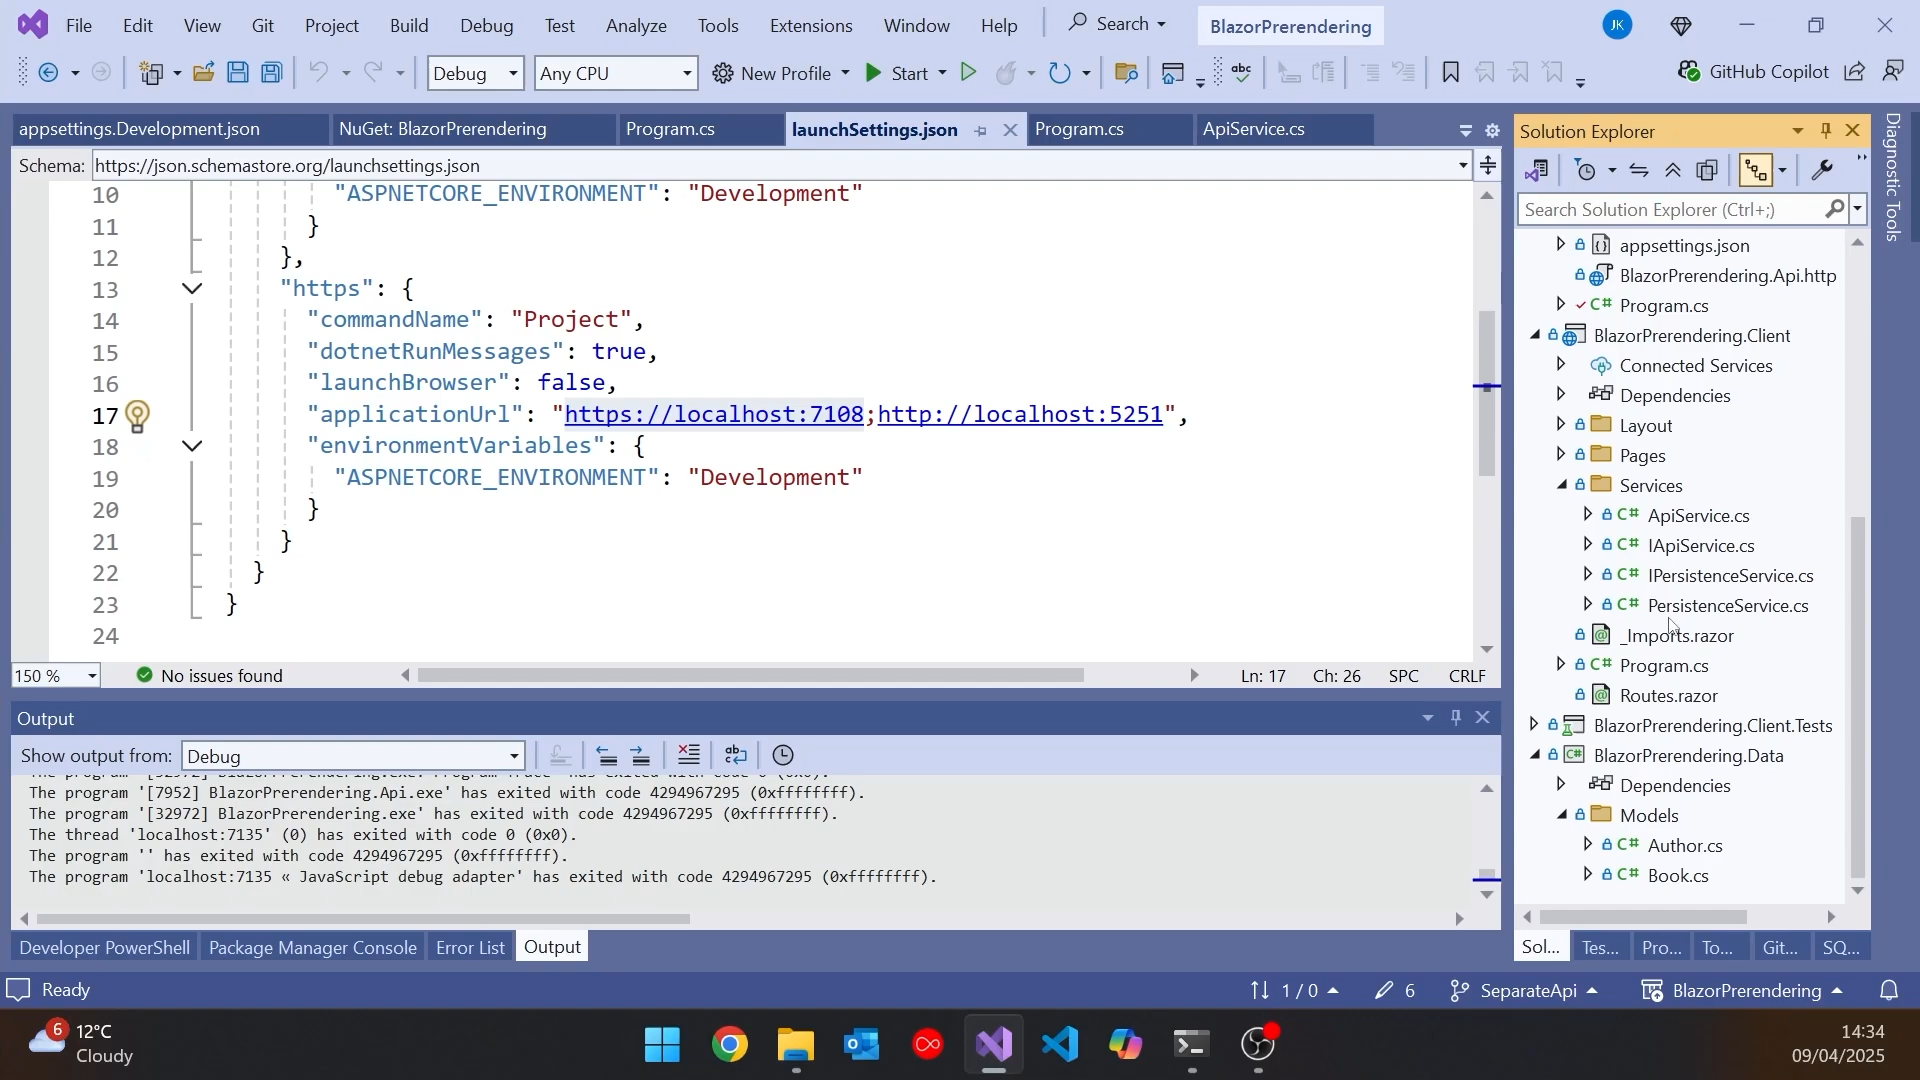 File Edit View Git Project Build Debug Test Analyze Tools Extensions Window Help Search BlazorPrerendering JK
Debug Any CPU New Profile Start abc GitHub Copilot
appsettings.Development.json NuGet: BlazorPrerendering Program.cs launchSettings.json Program.cs ApiService.cs
Schema: https://json.schemastore.org/launchsettings.json
10 "ASPNETCORE_ENVIRONMENT": "Development"
11 }
12 },
13 "https": {
14 "commandName": "Project",
15 "dotnetRunMessages": true,
16 "launchBrowser": false,
17 "applicationUrl": "https://localhost:7108;http://localhost:5251",
18 "environmentVariables": {
19 "ASPNETCORE_ENVIRONMENT": "Development"
20 }
21 }
22 }
23 }
24
150 % No issues found Ln: 17 Ch: 26 SPC CRLF
Output
Show output from: Debug
The program '[7952] BlazorPrerendering.Api.exe' has exited with code 4294967295 (0xffffffff).
The program '[32972] BlazorPrerendering.exe' has exited with code 4294967295 (0xffffffff).
The thread 'localhost:7135' (0) has exited with code 0 (0x0).
The program '' has exited with code 4294967295 (0xffffffff).
The program 'localhost:7135 « JavaScript debug adapter' has exited with code 4294967295 (0xffffffff).
Developer PowerShell Package Manager Console Error List Output
Solution Explorer
Search Solution Explorer (Ctrl+;)
appsettings.json
BlazorPrerendering.Api.http
C# Program.cs
BlazorPrerendering.Client
Connected Services
Dependencies
Layout
Pages
Services
C# ApiService.cs
C# IApiService.cs
C# IPersistenceService.cs
C# PersistenceService.cs
_Imports.razor
C# Program.cs
Routes.razor
BlazorPrerendering.Client.Tests
C# BlazorPrerendering.Data
Dependencies
Models
C# Author.cs
C# Book.cs
Sol... Tes... Pro... To... Git... SQ...
Diagnostic Tools
Ready 1 / 0 6 SeparateApi BlazorPrerendering
6 12°C
Cloudy
14:34
09/04/2025